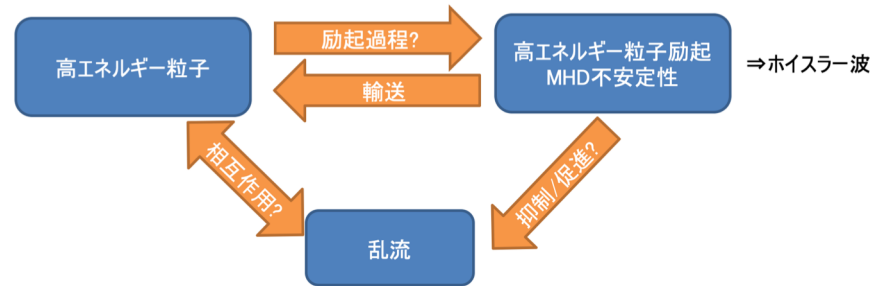 高エネルギー粒子
励起過程?
輸送
高エネルギー粒子励起
MHD不安定性
⇒ホイスラー波
相互作用?
抑制/促進?
乱流